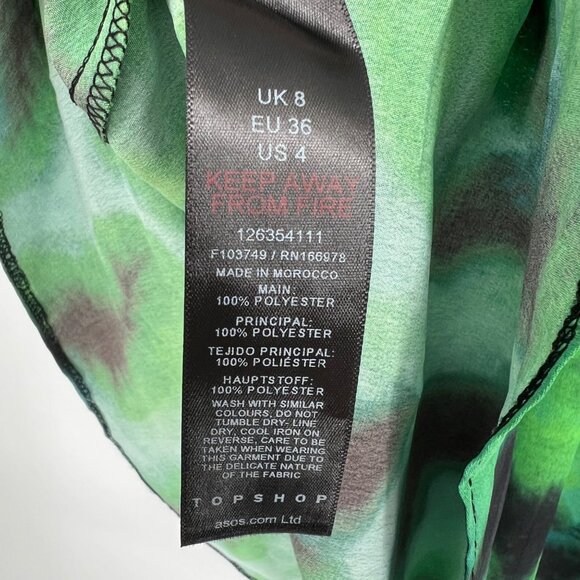 UK 8
EU 36
US 4
KEEP AWAY
FROM FIRE
126354111
F103749 / RN166978
MADE IN MOROCCO
MAIN:
100% POLYESTER
PRINCIPAL:
100% POLYESTER
TEJIDO PRINCIPAL:
100% POLIÉSTER
HAUPTSTOFF:
100% POLYESTER
WASH WITH SIMILAR
COLOURS, DO NOT
TUMBLE DRY- LINE
DRY, COOL IRON ON
REVERSE, CARE TO BE
TAKEN WHEN WEARING
THIS GARMENT DUE TO
THE DELICATE NATURE
OF THE FABRIC
TOPSHOP
asos.com Ltd